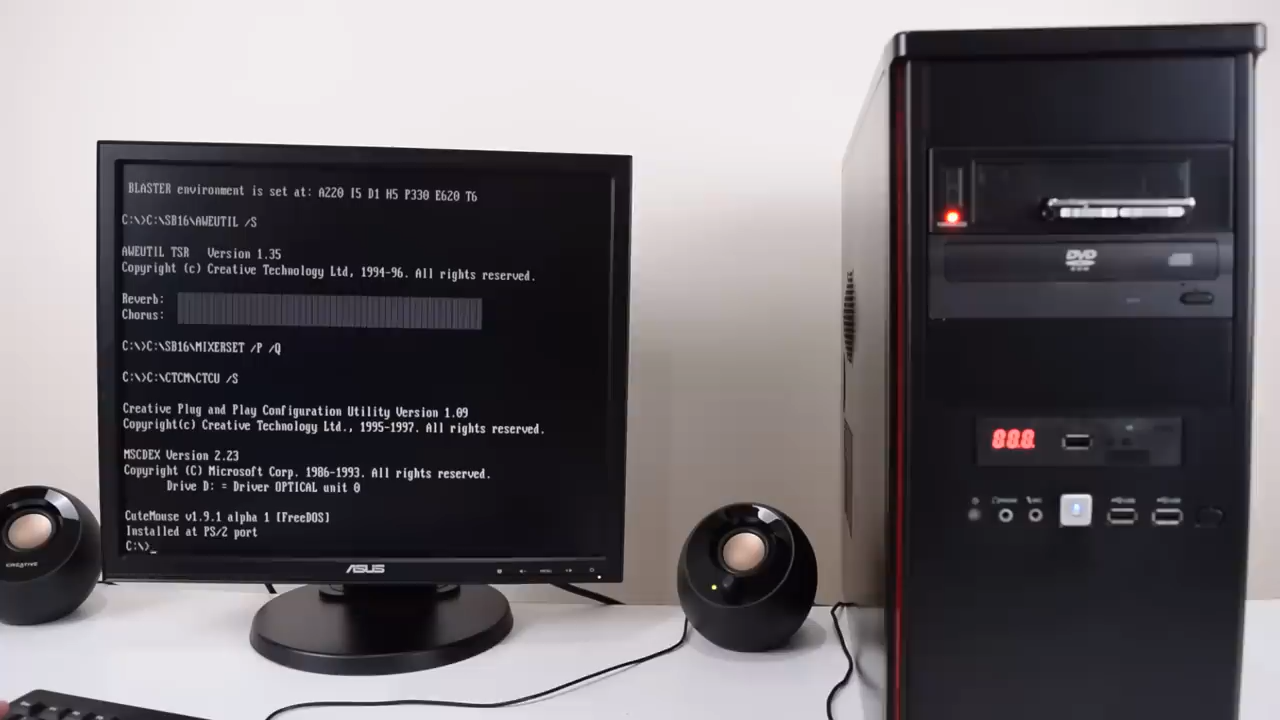 BLASTER environment is set at: A220 I5 D1 H5 P330 E620 T6
C:\>C:\SB16\AWEUTIL /S
AWEUTIL TSR Version 1.35
Copyright (c) Creative Technology Ltd, 1994-96. All rights reserved.
Reverb:
Chorus:
C:\>C:\SB16\MIXERSET /P /Q
C:\>C:\CTCM\CTCU /S
Creative Plug and Play Configuration Utility Version 1.09
Copyright(c) Creative Technology Ltd., 1995-1997. All rights reserved.
MSCDEX Version 2.23
Copyright (C) Microsoft Corp. 1986-1993. All rights reserved.
Drive D: = Driver OPTICAL unit 0
CuteMouse v1.9.1 alpha 1 [FreeDOS]
Installed at PS/2 port
C:\>_
ASUS
CREATIVE
DVD
888